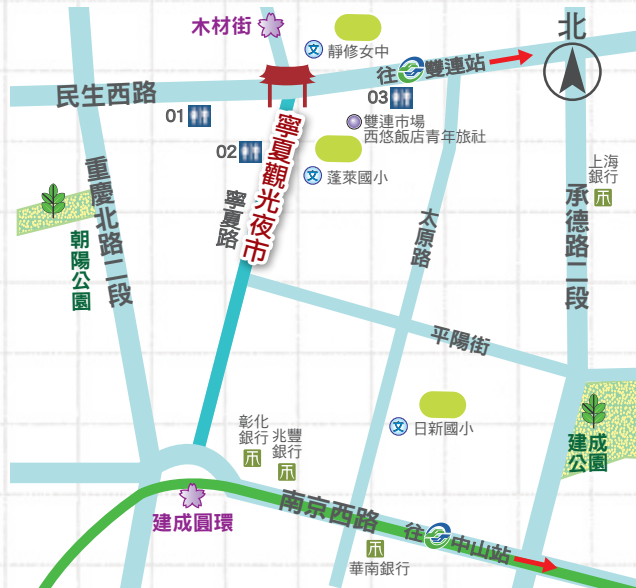 木材街
北
文
靜修女中
往
雙連站
民生西路
01
03
雙連市場
西悠飯店青年旅社
02
寧夏觀光夜市
文
蓬萊國小
上海
銀行
寧夏路
重慶北路二段
承德路二段
太原路
朝陽公園
平陽街
文
日新國小
彰化
銀行
兆豐
銀行
建成
公園
建成圓環
南京西路
往
中山站
華南銀行